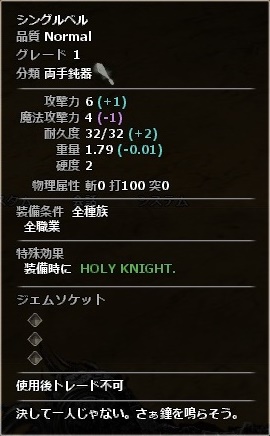 シングルベル
品質 Normal
グレード 1
分類 両手鈍器
攻撃力 6 (+1)
魔法攻撃力 4 (-1)
耐久度 32/32 (+2)
重量 1.79 (-0.01)
硬度 2
物理属性 斬0 打100 突0
装備条件 全種族
全職業
特殊効果
装備時に HOLY KNIGHT.
ジェムソケット
使用後トレード不可
決して一人じゃない。さぁ鐘を鳴らそう。